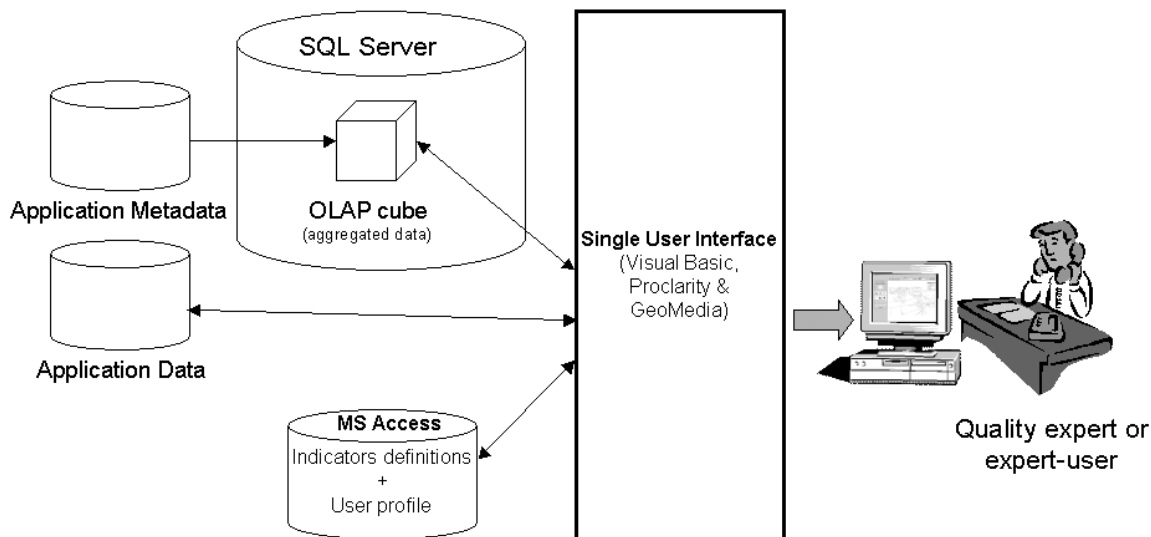 SQL Server
Application Metadata
OLAP cube
(aggregated data)
Application Data
MS Access
Indicators definitions
+
User profile
Single User Interface
(Visual Basic,
Proclarity &
GeoMedia)
Quality expert or
expert-user